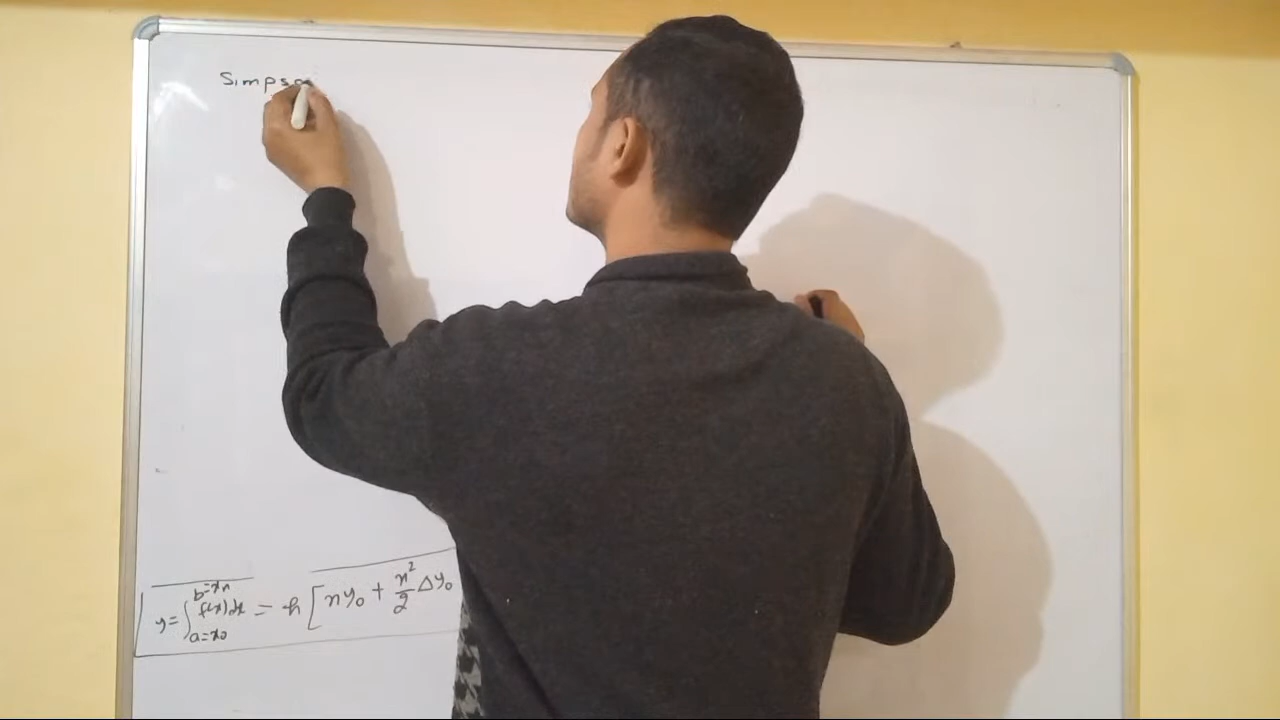 Simpso
b=xn
y=∫f(x)dx = h[ny₀ + n²/2 Δy₀
a=x₀